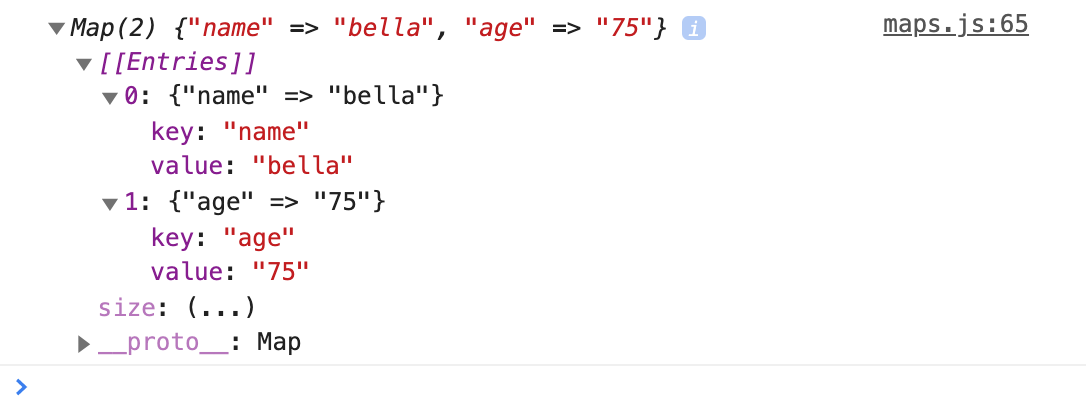 ▼Map(2) {"name" => "bella", "age" => "75"} i maps.js:65
▼[[Entries]]
▼0: {"name" => "bella"}
key: "name"
value: "bella"
▼1: {"age" => "75"}
key: "age"
value: "75"
size: (...)
▶__proto__: Map
>